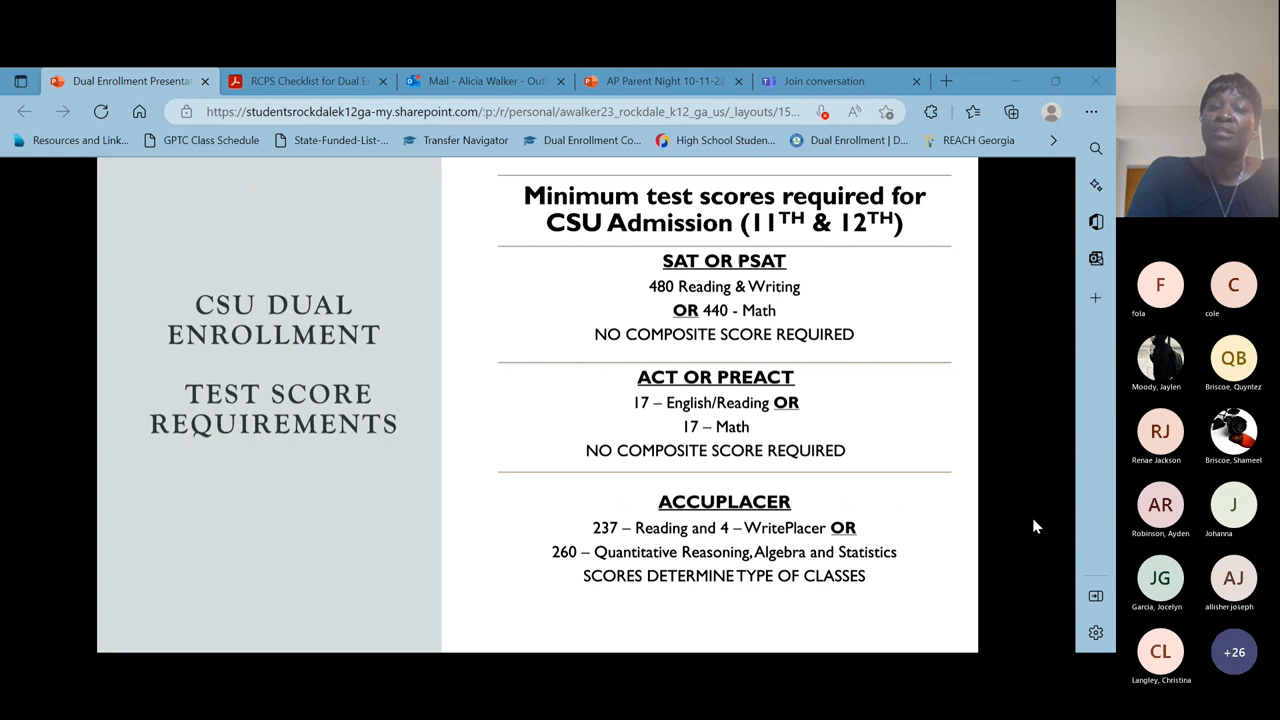 Dual Enrollment Presentat
RCPS Checklist for Dual E
Mail - Alicia Walker - Outl
AP Parent Night 10-11-22
Join conversation
https://studentsrockdalek12ga-my.sharepoint.com/:p:/r/personal/awalker23_rockdale_k12_ga_us/_layouts/15...
Resources and Link...
GPTC Class Schedule
State-Funded-List-...
Transfer Navigator
Dual Enrollment Co...
High School Studen...
Dual Enrollment | D...
REACH Georgia
CSU DUAL
ENROLLMENT
TEST SCORE
REQUIREMENTS
Minimum test scores required for
CSU Admission (11TH & 12TH)
SAT OR PSAT
480 Reading & Writing
OR 440 - Math
NO COMPOSITE SCORE REQUIRED
ACT OR PREACT
17 – English/Reading OR
17 – Math
NO COMPOSITE SCORE REQUIRED
ACCUPLACER
237 – Reading and 4 – WritePlacer OR
260 – Quantitative Reasoning, Algebra and Statistics
SCORES DETERMINE TYPE OF CLASSES
F
fola
C
cole
Moody, Jaylen
QB
Briscoe, Quyntez
RJ
Renae Jackson
Briscoe, Shameel
AR
Robinson, Ayden
J
Johanna
JG
Garcia, Jocelyn
AJ
allisher joseph
CL
Langley, Christina
+26